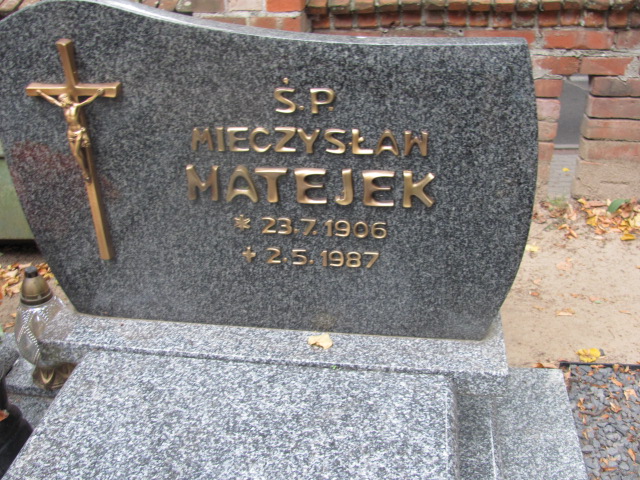 Ś.P.
MIECZYSŁAW
MATEJEK
* 23.7.1906
+ 2.5.1987